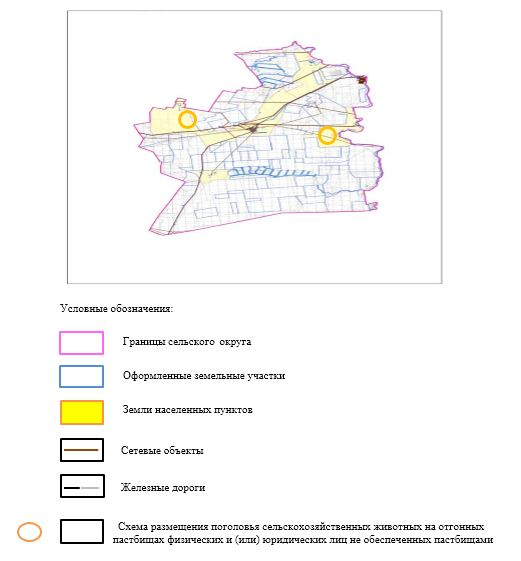 Условные обозначения:
Границы сельского округа
Оформленные земельные участки
Земли населенных пунктов
Сетевые объекты
Железные дороги
Схема размещения поголовья сельскохозяйственных животных на отгонных
пастбищах физических и (или) юридических лиц не обеспеченных пастбищами